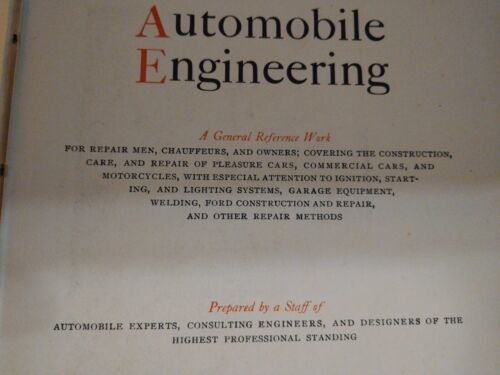 Automobile
Engineering
A General Reference Work
FOR REPAIR MEN, CHAUFFEURS, AND OWNERS; COVERING THE CONSTRUCTION,
CARE, AND REPAIR OF PLEASURE CARS, COMMERCIAL CARS, AND
MOTORCYCLES, WITH ESPECIAL ATTENTION TO IGNITION, START-
ING, AND LIGHTING SYSTEMS, GARAGE EQUIPMENT,
WELDING, FORD CONSTRUCTION AND REPAIR,
AND OTHER REPAIR METHODS
Prepared by a Staff of
AUTOMOBILE EXPERTS, CONSULTING ENGINEERS, AND DESIGNERS OF THE
HIGHEST PROFESSIONAL STANDING